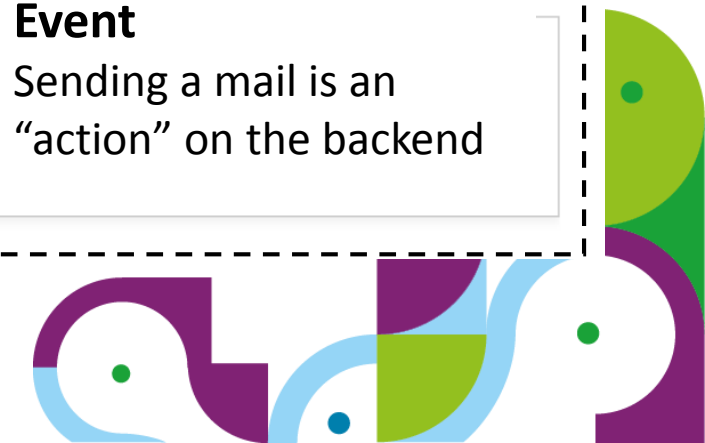 Event
Sending a mail is an
“action” on the backend